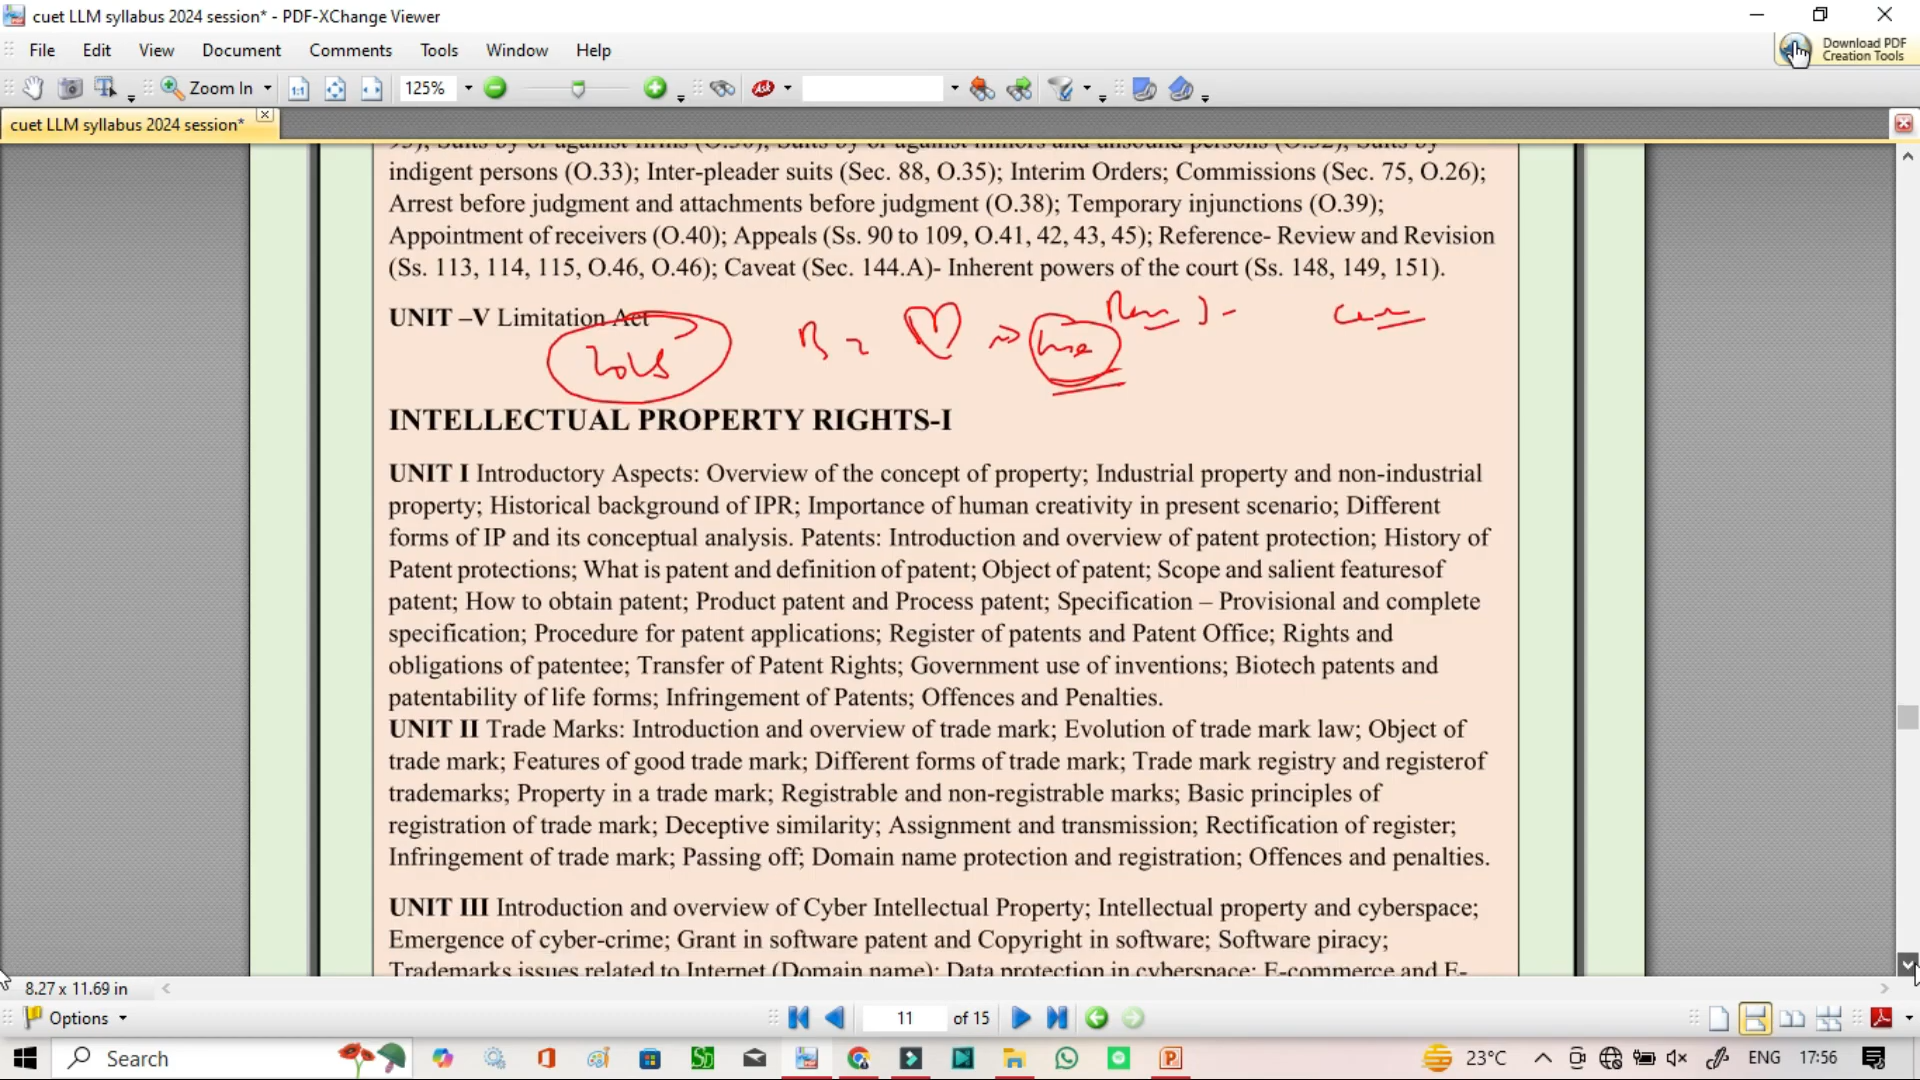 cuet LLM syllabus 2024 session* - PDF-XChange Viewer
File Edit View Document Comments Tools Window Help
Download PDF
Creation Tools
Zoom In 1:1 125%
cuet LLM syllabus 2024 session*
indigent persons (O.33); Inter-pleader suits (Sec. 88, O.35); Interim Orders; Commissions (Sec. 75, O.26);
Arrest before judgment and attachments before judgment (O.38); Temporary injunctions (O.39);
Appointment of receivers (O.40); Appeals (Ss. 90 to 109, O.41, 42, 43, 45); Reference- Review and Revision
(Ss. 113, 114, 115, O.46, O.46); Caveat (Sec. 144.A)- Inherent powers of the court (Ss. 148, 149, 151).
UNIT –V Limitation Act
INTELLECTUAL PROPERTY RIGHTS-I
UNIT I Introductory Aspects: Overview of the concept of property; Industrial property and non-industrial
property; Historical background of IPR; Importance of human creativity in present scenario; Different
forms of IP and its conceptual analysis. Patents: Introduction and overview of patent protection; History of
Patent protections; What is patent and definition of patent; Object of patent; Scope and salient featuresof
patent; How to obtain patent; Product patent and Process patent; Specification – Provisional and complete
specification; Procedure for patent applications; Register of patents and Patent Office; Rights and
obligations of patentee; Transfer of Patent Rights; Government use of inventions; Biotech patents and
patentability of life forms; Infringement of Patents; Offences and Penalties.
UNIT II Trade Marks: Introduction and overview of trade mark; Evolution of trade mark law; Object of
trade mark; Features of good trade mark; Different forms of trade mark; Trade mark registry and registerof
trademarks; Property in a trade mark; Registrable and non-registrable marks; Basic principles of
registration of trade mark; Deceptive similarity; Assignment and transmission; Rectification of register;
Infringement of trade mark; Passing off; Domain name protection and registration; Offences and penalties.
UNIT III Introduction and overview of Cyber Intellectual Property; Intellectual property and cyberspace;
Emergence of cyber-crime; Grant in software patent and Copyright in software; Software piracy;
Trademarks issues related to Internet (Domain name); Data protection in cyberspace; E-commerce and E-
8.27 x 11.69 in
Options 11 of 15
Search 23°C ENG 17:56